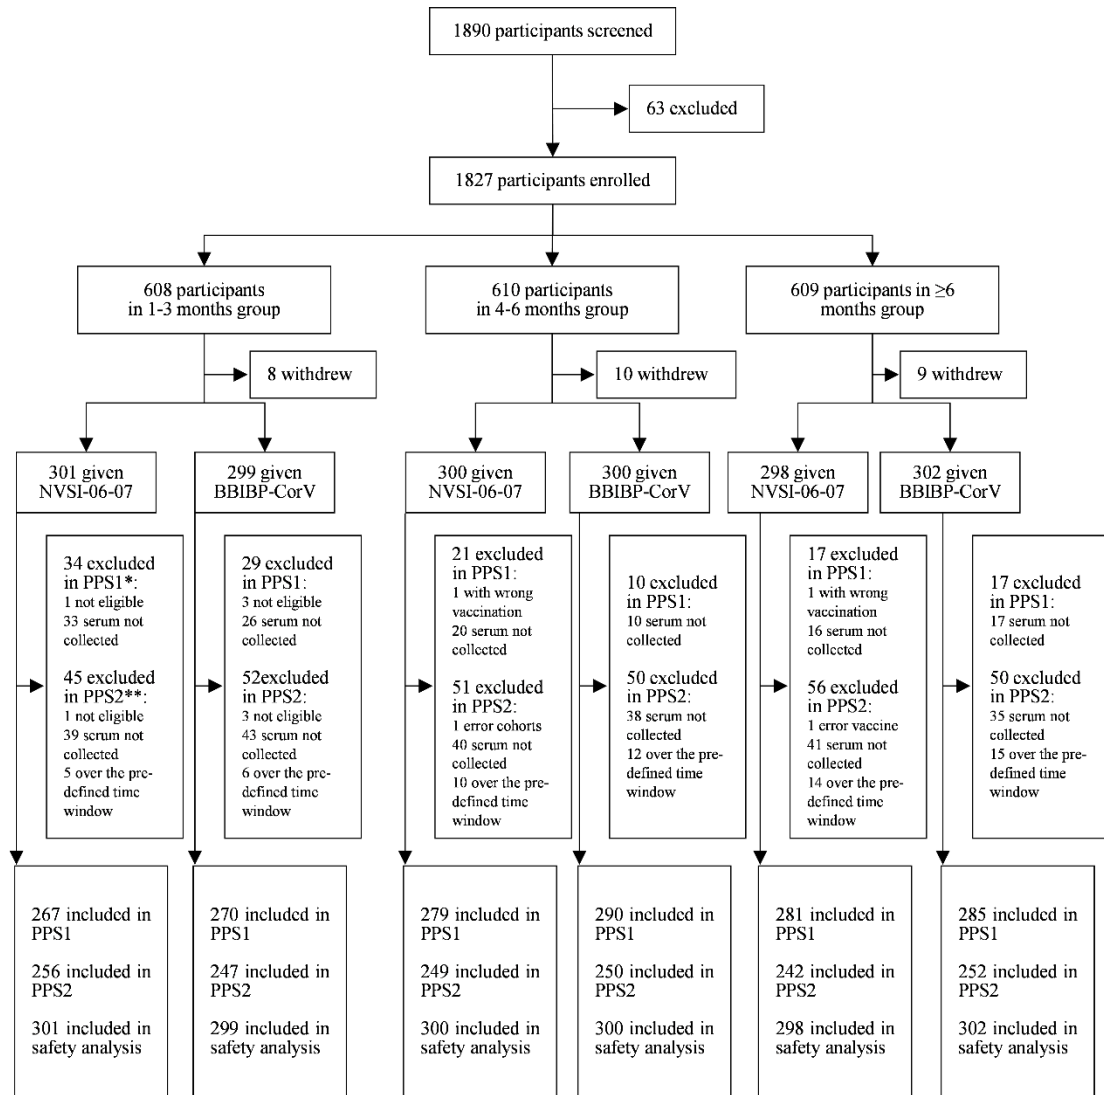 1890 participants screened
63 excluded
1827 participants enrolled
608 participants
in 1-3 months group
610 participants
in 4-6 months group
609 participants in ≥6
months group
8 withdrew
10 withdrew
9 withdrew
301 given
NVSI-06-07
299 given
BBIBP-CorV
300 given
NVSI-06-07
300 given
BBIBP-CorV
298 given
NVSI-06-07
302 given
BBIBP-CorV
34 excluded
in PPS1*:
1 not eligible
33 serum not
collected
45 excluded
in PPS2**:
1 not eligible
39 serum not
collected
5 over the pre-
defined time
window
29 excluded
in PPS1:
3 not eligible
26 serum not
collected
52excluded
in PPS2:
3 not eligible
43 serum not
collected
6 over the pre-
defined time
window
21 excluded
in PPS1:
1 with wrong
vaccination
20 serum not
collected
51 excluded
in PPS2:
1 error cohorts
40 serum not
collected
10 over the pre-
defined time
window
10 excluded
in PPS1:
10 serum not
collected
50 excluded
in PPS2:
38 serum not
collected
12 over the pre-
defined time
window
17 excluded
in PPS1:
1 with wrong
vaccination
16 serum not
collected
56 excluded
in PPS2:
1 error vaccine
41 serum not
collected
14 over the pre-
defined time
window
17 excluded
in PPS1:
17 serum not
collected
50 excluded
in PPS2:
35 serum not
collected
15 over the pre-
defined time
window
267 included in
PPS1
256 included in
PPS2
301 included in
safety analysis
270 included in
PPS1
247 included in
PPS2
299 included in
safety analysis
279 included in
PPS1
249 included in
PPS2
300 included in
safety analysis
290 included in
PPS1
250 included in
PPS2
300 included in
safety analysis
281 included in
PPS1
242 included in
PPS2
298 included in
safety analysis
285 included in
PPS1
252 included in
PPS2
302 included in
safety analysis